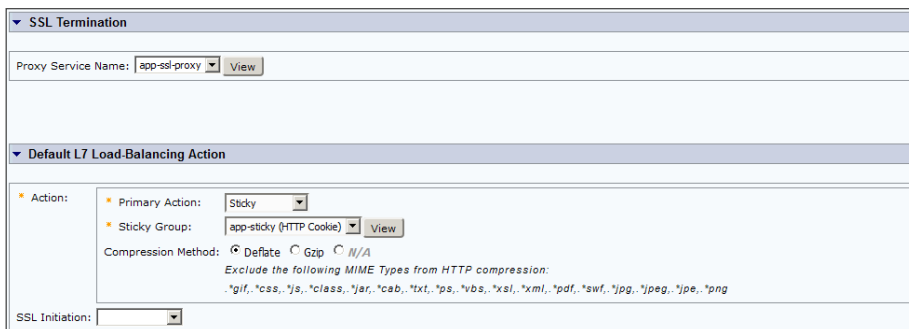 SSL Termination
Proxy Service Name: app-ssl-proxy View
Default L7 Load-Balancing Action
* Action:
* Primary Action: Sticky
* Sticky Group: app-sticky (HTTP Cookie) View
Compression Method: Deflate Gzip N/A
Exclude the following MIME Types from HTTP compression:
.*gif,.*css,.*js,.*class,.*jar,.*cab,.*txt,.*ps,.*vbs,.*xsl,.*xml,.*pdf,.*swf,.*jpg,.*jpeg,.*jpe,.*png
SSL Initiation: